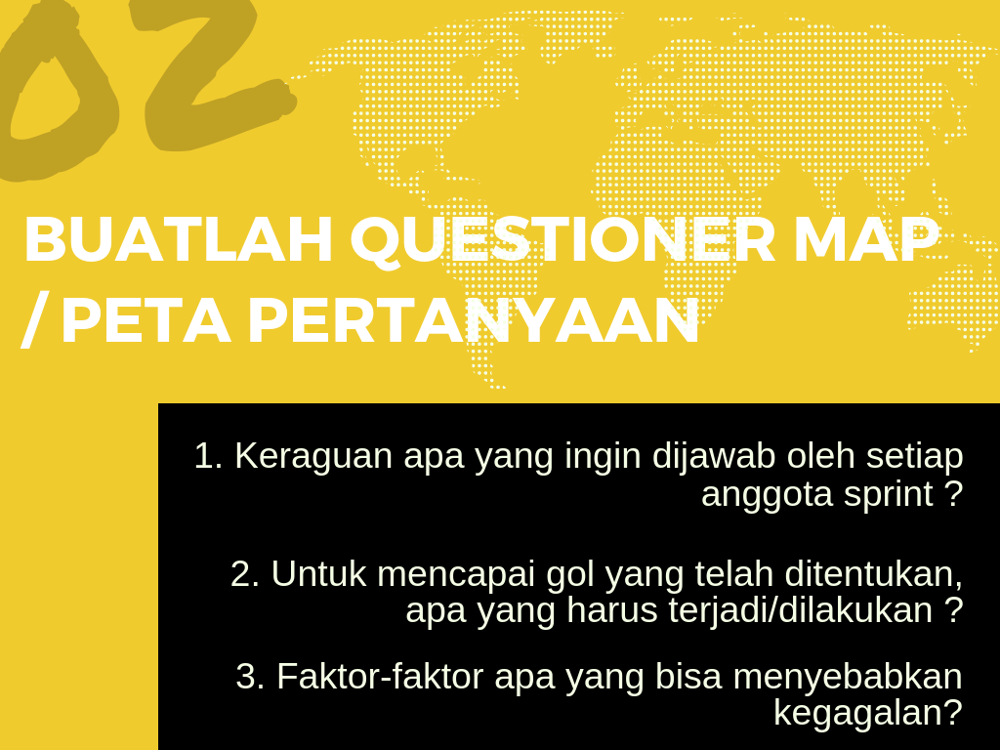 02
BUATLAH QUESTIONER MAP
/ PETA PERTANYAAN
1. Keraguan apa yang ingin dijawab oleh setiap
anggota sprint ?
2. Untuk mencapai gol yang telah ditentukan,
apa yang harus terjadi/dilakukan ?
3. Faktor-faktor apa yang bisa menyebabkan
kegagalan?